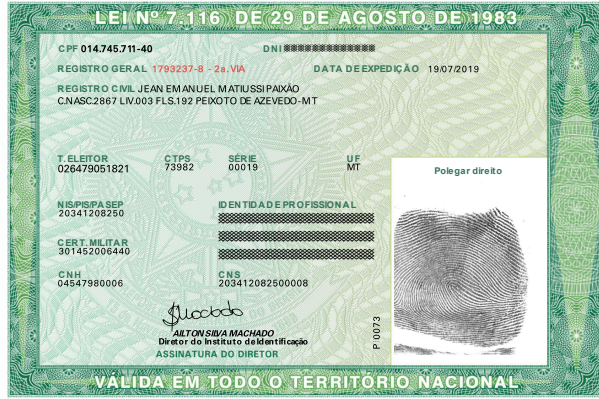 LEI Nº 7.116 DE 29 DE AGOSTO DE 1983
CPF 014.745.711-40 DNI
REGISTRO GERAL 1793237-8 - 2a.VIA DATA DE EXPEDIÇÃO 19/07/2019
REGISTRO CIVIL JEAN EMANUEL MATIUSSI PAIXÃO
C.NASC.2867 LIV.003 FLS.192 PEIXOTO DE AZEVEDO-MT
T.ELEITOR CTPS SÉRIE UF
026479051821 73982 00019 MT
Polegar direito
NIS/PIS/PASEP IDENTIDADE PROFISSIONAL
20341208250
CERT.MILITAR
301452006440
CNH CNS
04547980006 203412082500008
AILTON SILVA MACHADO
Diretor do Instituto de Identificação
ASSINATURA DO DIRETOR
P 0073
VÁLIDA EM TODO O TERRITÓRIO NACIONAL